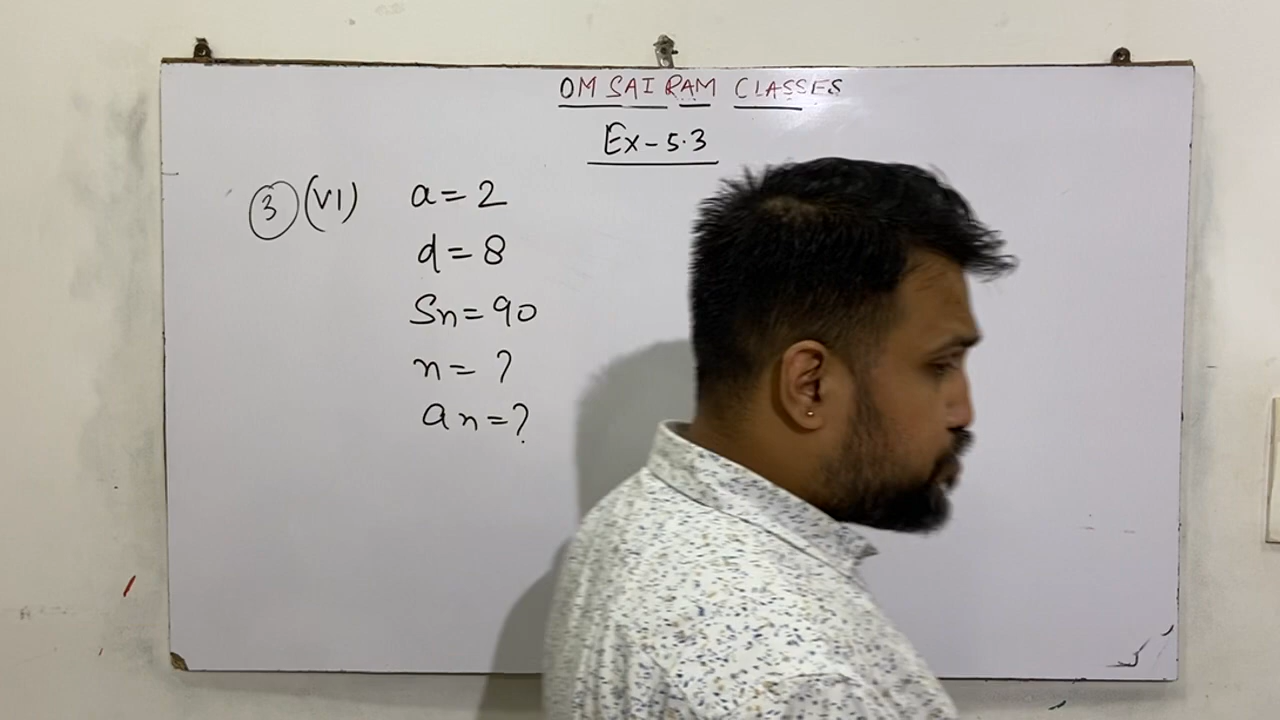 OM SAI RAM CLASSES
Ex-5.3
3 (VI) a=2
d=8
Sn=90
n=?
an=?